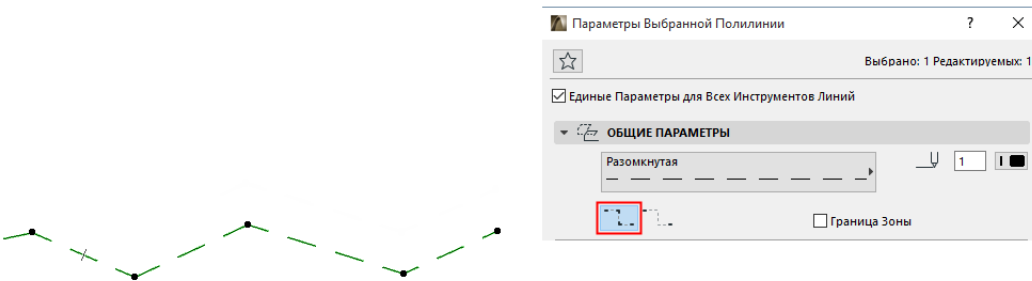 Параметры Выбранной Полилинии
?
Выбрано: 1 Редактируемых: 1
Единые Параметры для Всех Инструментов Линий
ОБЩИЕ ПАРАМЕТРЫ
Разомкнутая
1
Граница Зоны